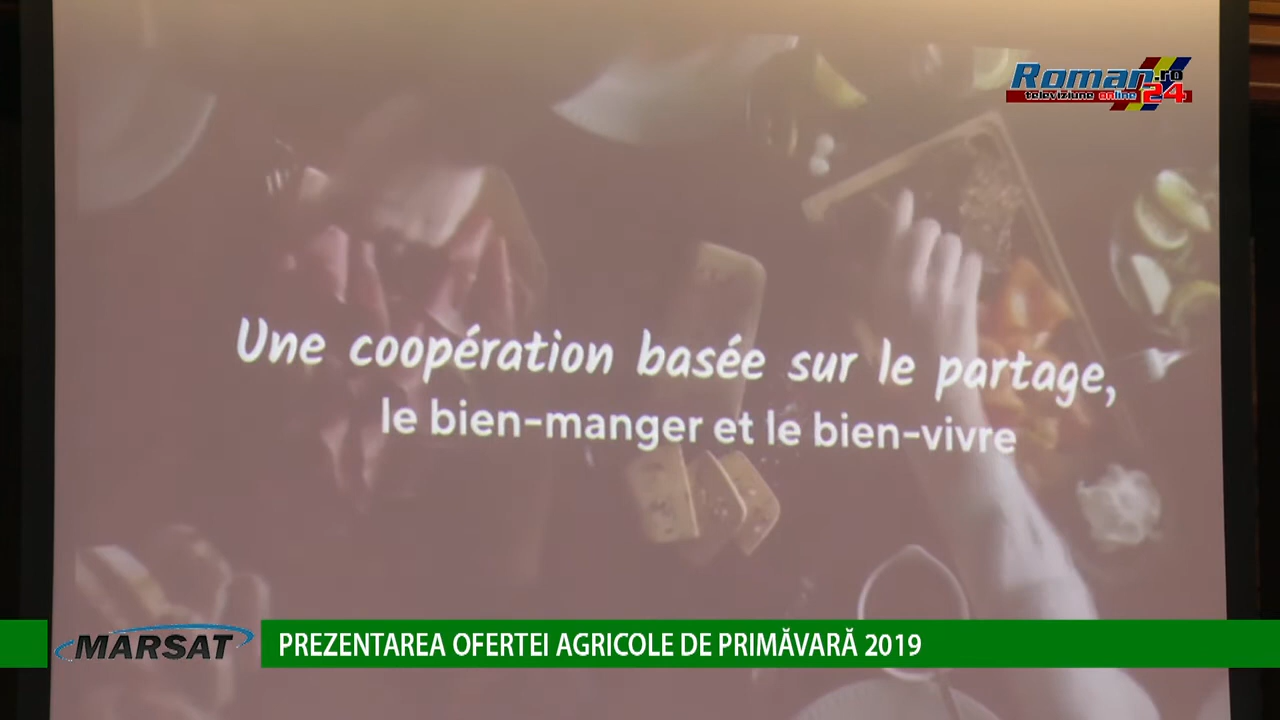 Roman.ro
televiziune online 24
Une coopération basée sur le partage,
le bien-manger et le bien-vivre
MARSAT
PREZENTAREA OFERTEI AGRICOLE DE PRIMĂVARĂ 2019